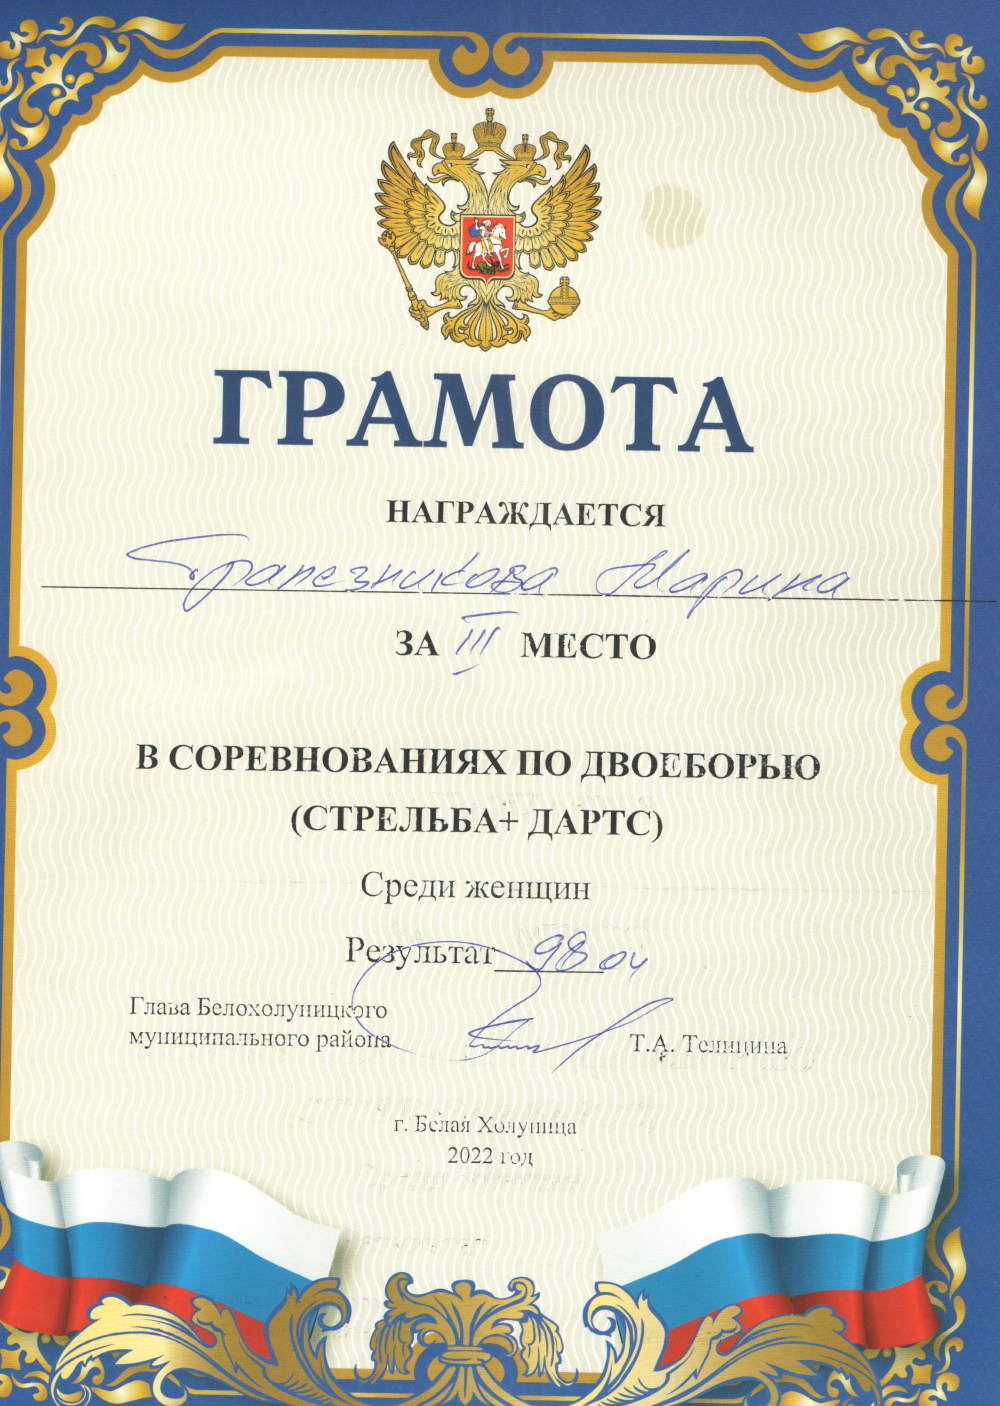 ГРАМОТА
НАГРАЖДАЕТСЯ
Трапезникова Марина
ЗА III МЕСТО
В СОРЕВНОВАНИЯХ ПО ДВОЕБОРЬЮ
(СТРЕЛЬБА+ ДАРТС)
Среди женщин
Результат 98 оч
Глава Белохолуницкого
муниципального района Т.А. Телицина
г. Белая Холуница
2022 год